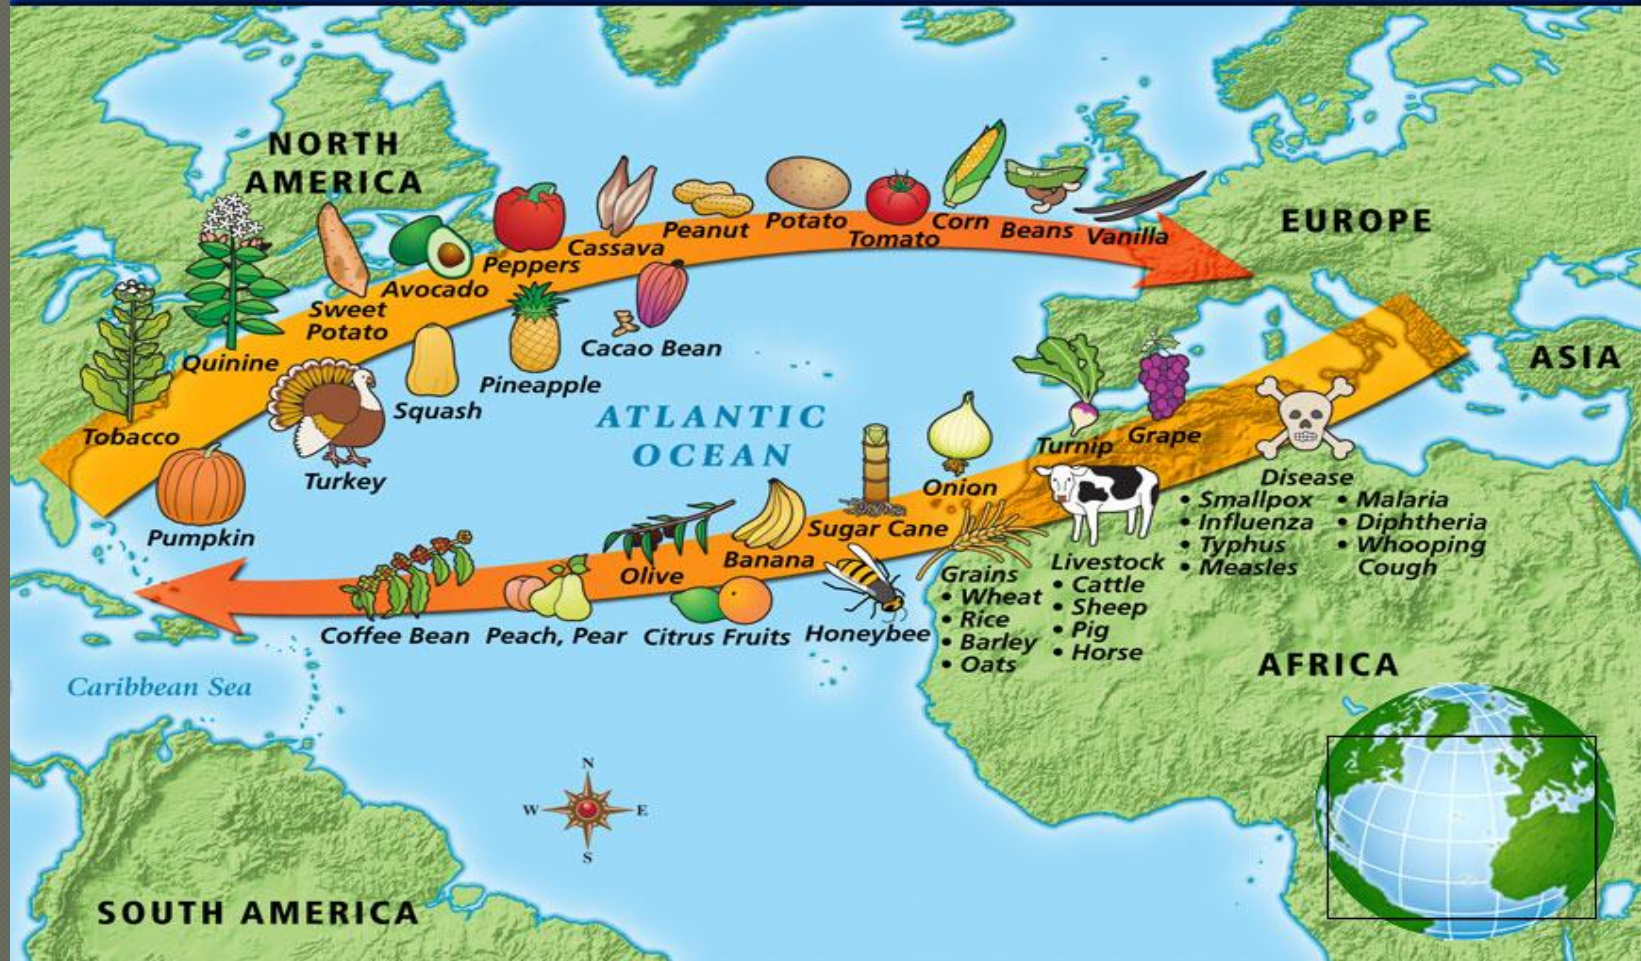 NORTH
AMERICA
EUROPE
ASIA
AFRICA
SOUTH AMERICA
ATLANTIC
OCEAN
Caribbean Sea
Tobacco
Quinine
Sweet
Potato
Avocado
Peppers
Cassava
Peanut
Potato
Tomato
Corn
Beans
Vanilla
Pumpkin
Turkey
Squash
Pineapple
Cacao Bean
Coffee Bean
Peach, Pear
Olive
Citrus Fruits
Banana
Sugar Cane
Honeybee
Onion
Turnip
Grape
Grains
• Wheat
• Rice
• Barley
• Oats
Livestock
• Cattle
• Sheep
• Pig
• Horse
Disease
• Smallpox
• Influenza
• Typhus
• Measles
• Malaria
• Diphtheria
• Whooping
Cough
N
W
E
S